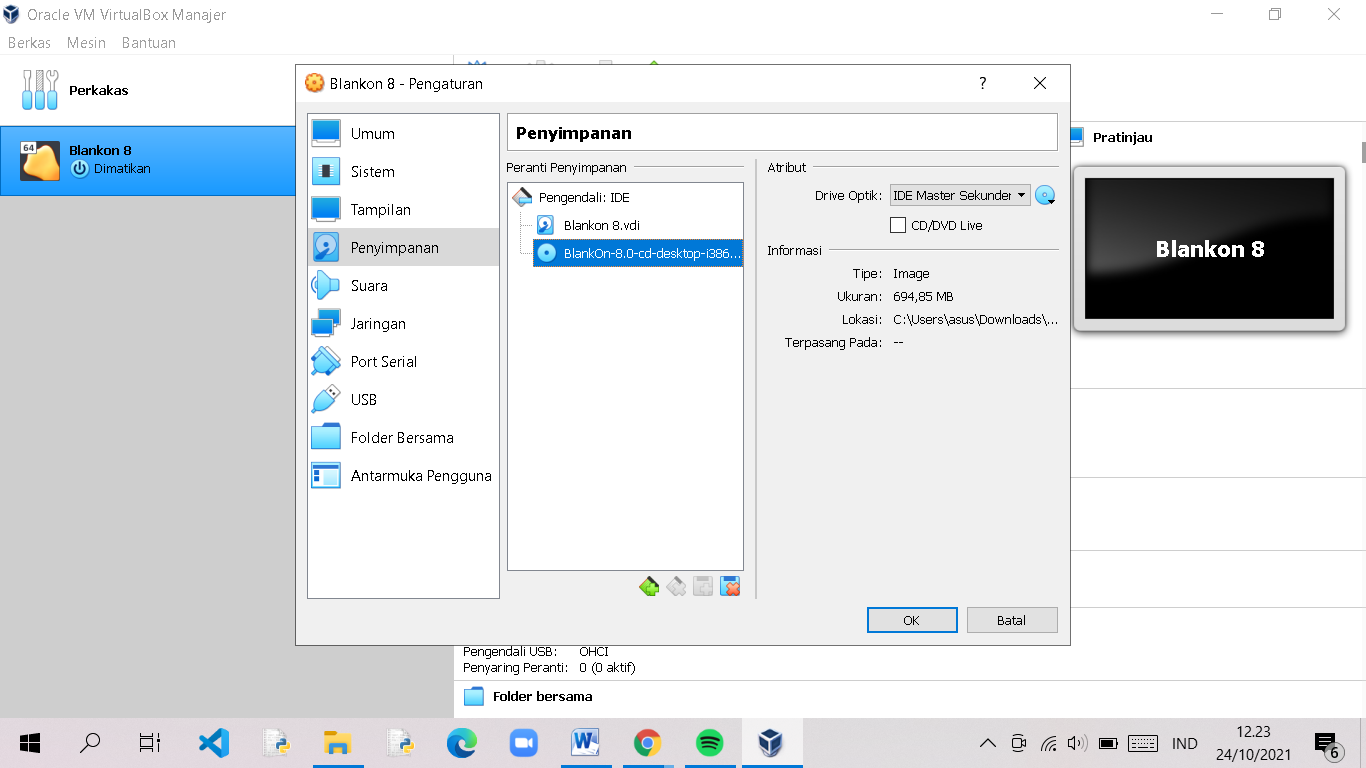 Oracle VM VirtualBox Manajer
Berkas Mesin Bantuan
Perkakas
64
Blankon 8
Dimatikan
Blankon 8 - Pengaturan
?
Umum
Sistem
Tampilan
Penyimpanan
Suara
Jaringan
Port Serial
USB
Folder Bersama
Antarmuka Pengguna
Penyimpanan
Peranti Penyimpanan
Pengendali: IDE
Blankon 8.vdi
BlankOn-8.0-cd-desktop-i386...
Atribut
Drive Optik: IDE Master Sekunder
CD/DVD Live
Informasi
Tipe: Image
Ukuran: 694,85 MB
Lokasi: C:\Users\asus\Downloads\...
Terpasang Pada: --
OK Batal
Pratinjau
Blankon 8
Pengendali USB: OHCI
Penyaring Peranti: 0 (0 aktif)
Folder bersama
IND
12.23
24/10/2021
6